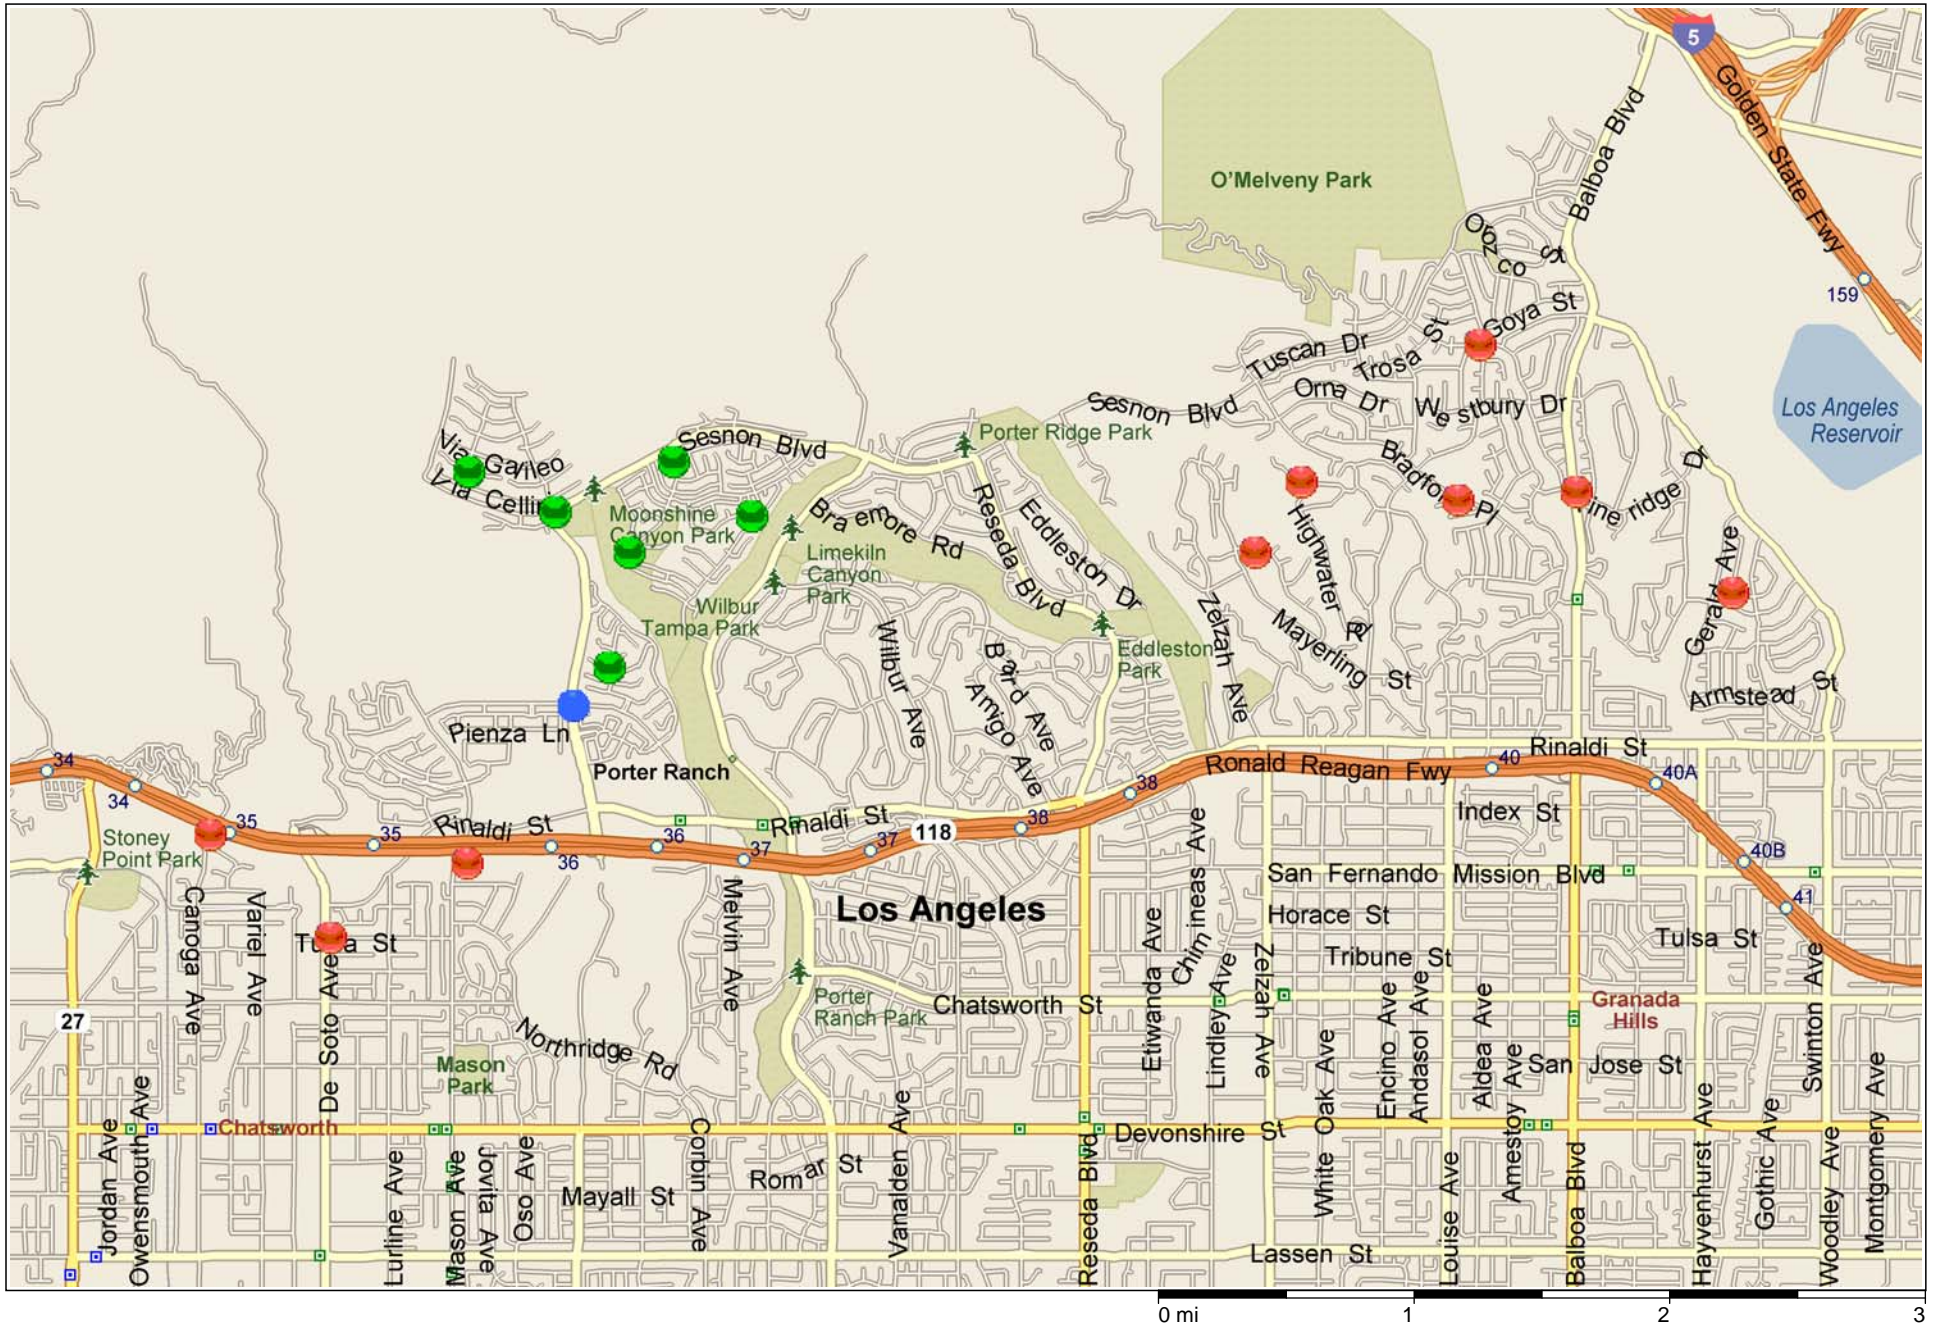 5
Golden State Fwy
Balboa Blvd
O'Melveny Park
Orozco St
159
Goya St
Tuscan Dr
Trosa St
Los Angeles
Reservoir
Orna Dr
Westbury Dr
Sesnon Blvd
Porter Ridge Park
Sesnon Blvd
Via Galileo
Via Cellini
Bradford Pl
Moonshine
Canyon Park
Braemore Rd
Reseda Blvd
Eddleston Dr
Highwater Rd
Limekiln
Canyon
Park
Wilbur
Tampa Park
Zelzah Ave
Mayerling St
Gerald Ave
Wilbur Ave
Baird Ave
Amigo Ave
Eddleston
Park
Armstead St
Pienza Ln
Porter Ranch
Rinaldi St
Ronald Reagan Fwy
34
34
35
35
36
36
37
37
38
38
40
40A
40B
41
118
Rinaldi St
Rinaldi St
Index St
Stoney
Point Park
San Fernando Mission Blvd
Los Angeles
Horace St
Tulsa St
Tribune St
Tulsa St
Canoga Ave
Variel Ave
De Soto Ave
Melvin Ave
Etiwanda Ave
Chimineas Ave
Lindley Ave
Zelzah Ave
Porter
Ranch Park
Chatsworth St
Granada
Hills
27
Northridge Rd
Mason
Park
White Oak Ave
Encino Ave
Andasol Ave
Aldea Ave
Amestoy Ave
San Jose St
Swinton Ave
Chatsworth
Devonshire St
Jordan Ave
Owensmouth Ave
Lurline Ave
Mason Ave
Jovita Ave
Oso Ave
Mayall St
Corbin Ave
Romar St
Vanalden Ave
Reseda Blvd
Lassen St
Louise Ave
Balboa Blvd
Hayvenhurst Ave
Gothic Ave
Woodley Ave
Montgomery Ave
0 mi 1 2 3